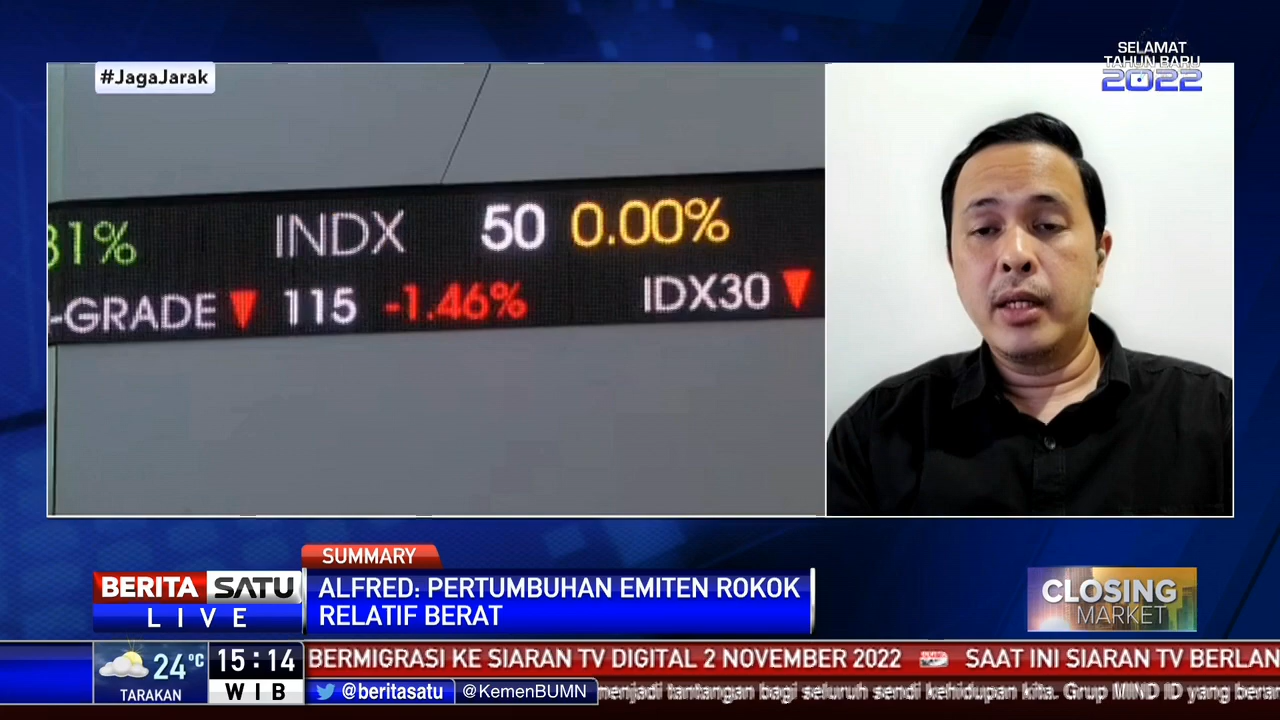 SELAMAT
TAHUN BARU
2022
#JagaJarak
31% INDX 50 0.00%
-GRADE 115 -1.46% IDX30
SUMMARY
BERITA SATU
LIVE
ALFRED: PERTUMBUHAN EMITEN ROKOK
RELATIF BERAT
CLOSING
MARKET
24°C
TARAKAN
15:14
WIB
BERMIGRASI KE SIARAN TV DIGITAL 2 NOVEMBER 2022 SAAT INI SIARAN TV BERLAN
@beritasatu @KemenBUMN menjadi tantangan bagi seluruh sendi kehidupan kita. Grup MIND ID yang beran